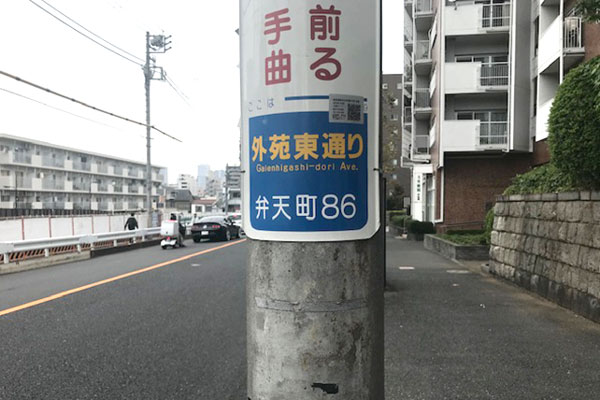 前る
手曲
ここは
外苑東通り
Gaienhigashi-dori Ave.
弁天町86